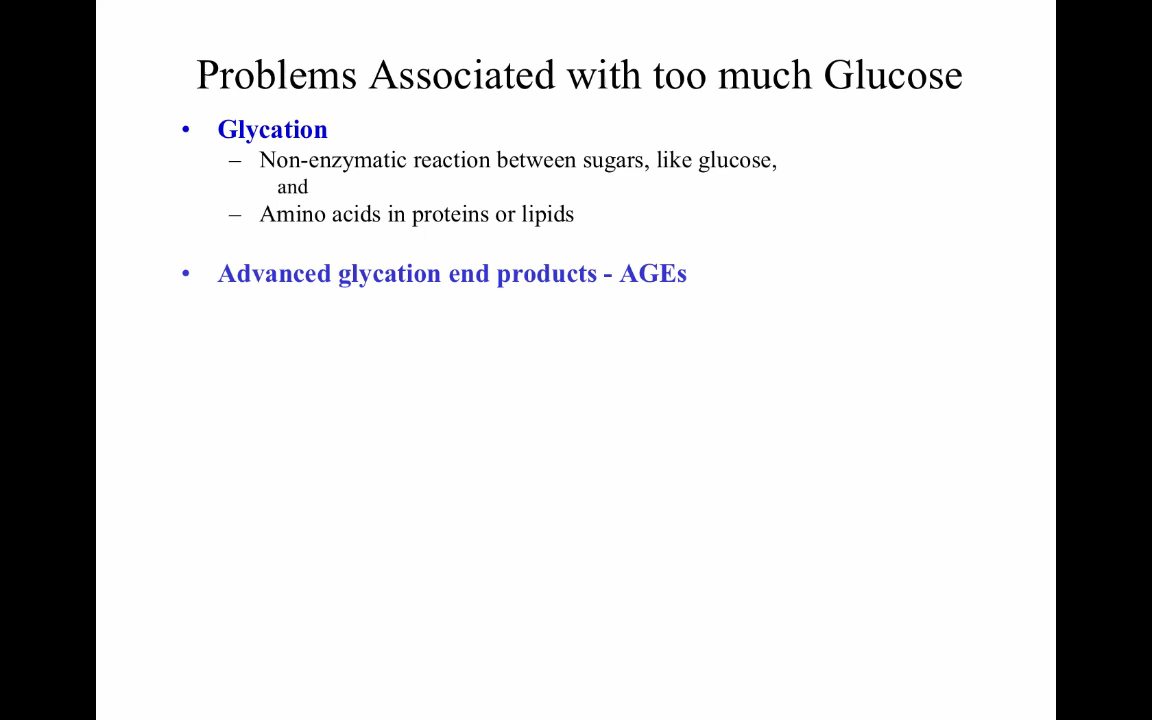 Problems Associated with too much Glucose
• Glycation
– Non-enzymatic reaction between sugars, like glucose,
and
– Amino acids in proteins or lipids
• Advanced glycation end products - AGEs